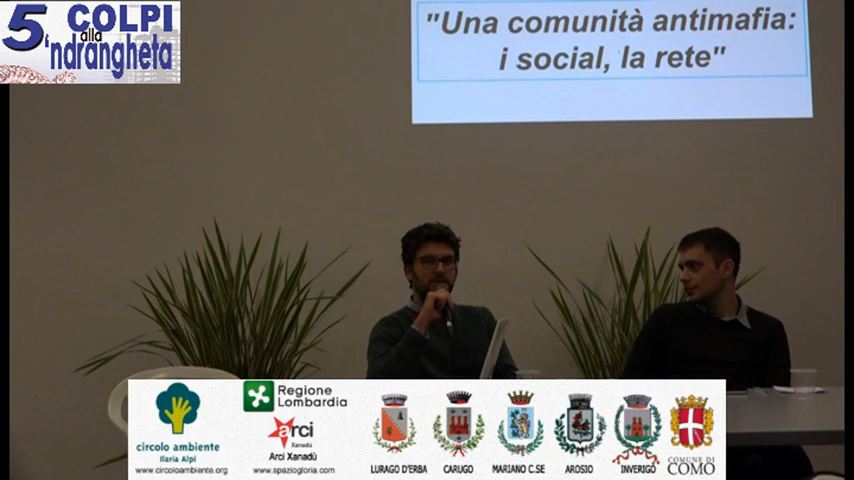 5 COLPI
alla
'ndrangheta
"Una comunità antimafia:
i social, la rete"
circolo ambiente
Ilaria Alpi
www.circoloambiente.org
Regione
Lombardia
arci
Xanadù
Arci Xanadù
www.spaziogloria.com
LURAGO D'ERBA
CARUGO
MARIANO C.SE
AROSIO
INVERIGO
COMUNE DI
COMO